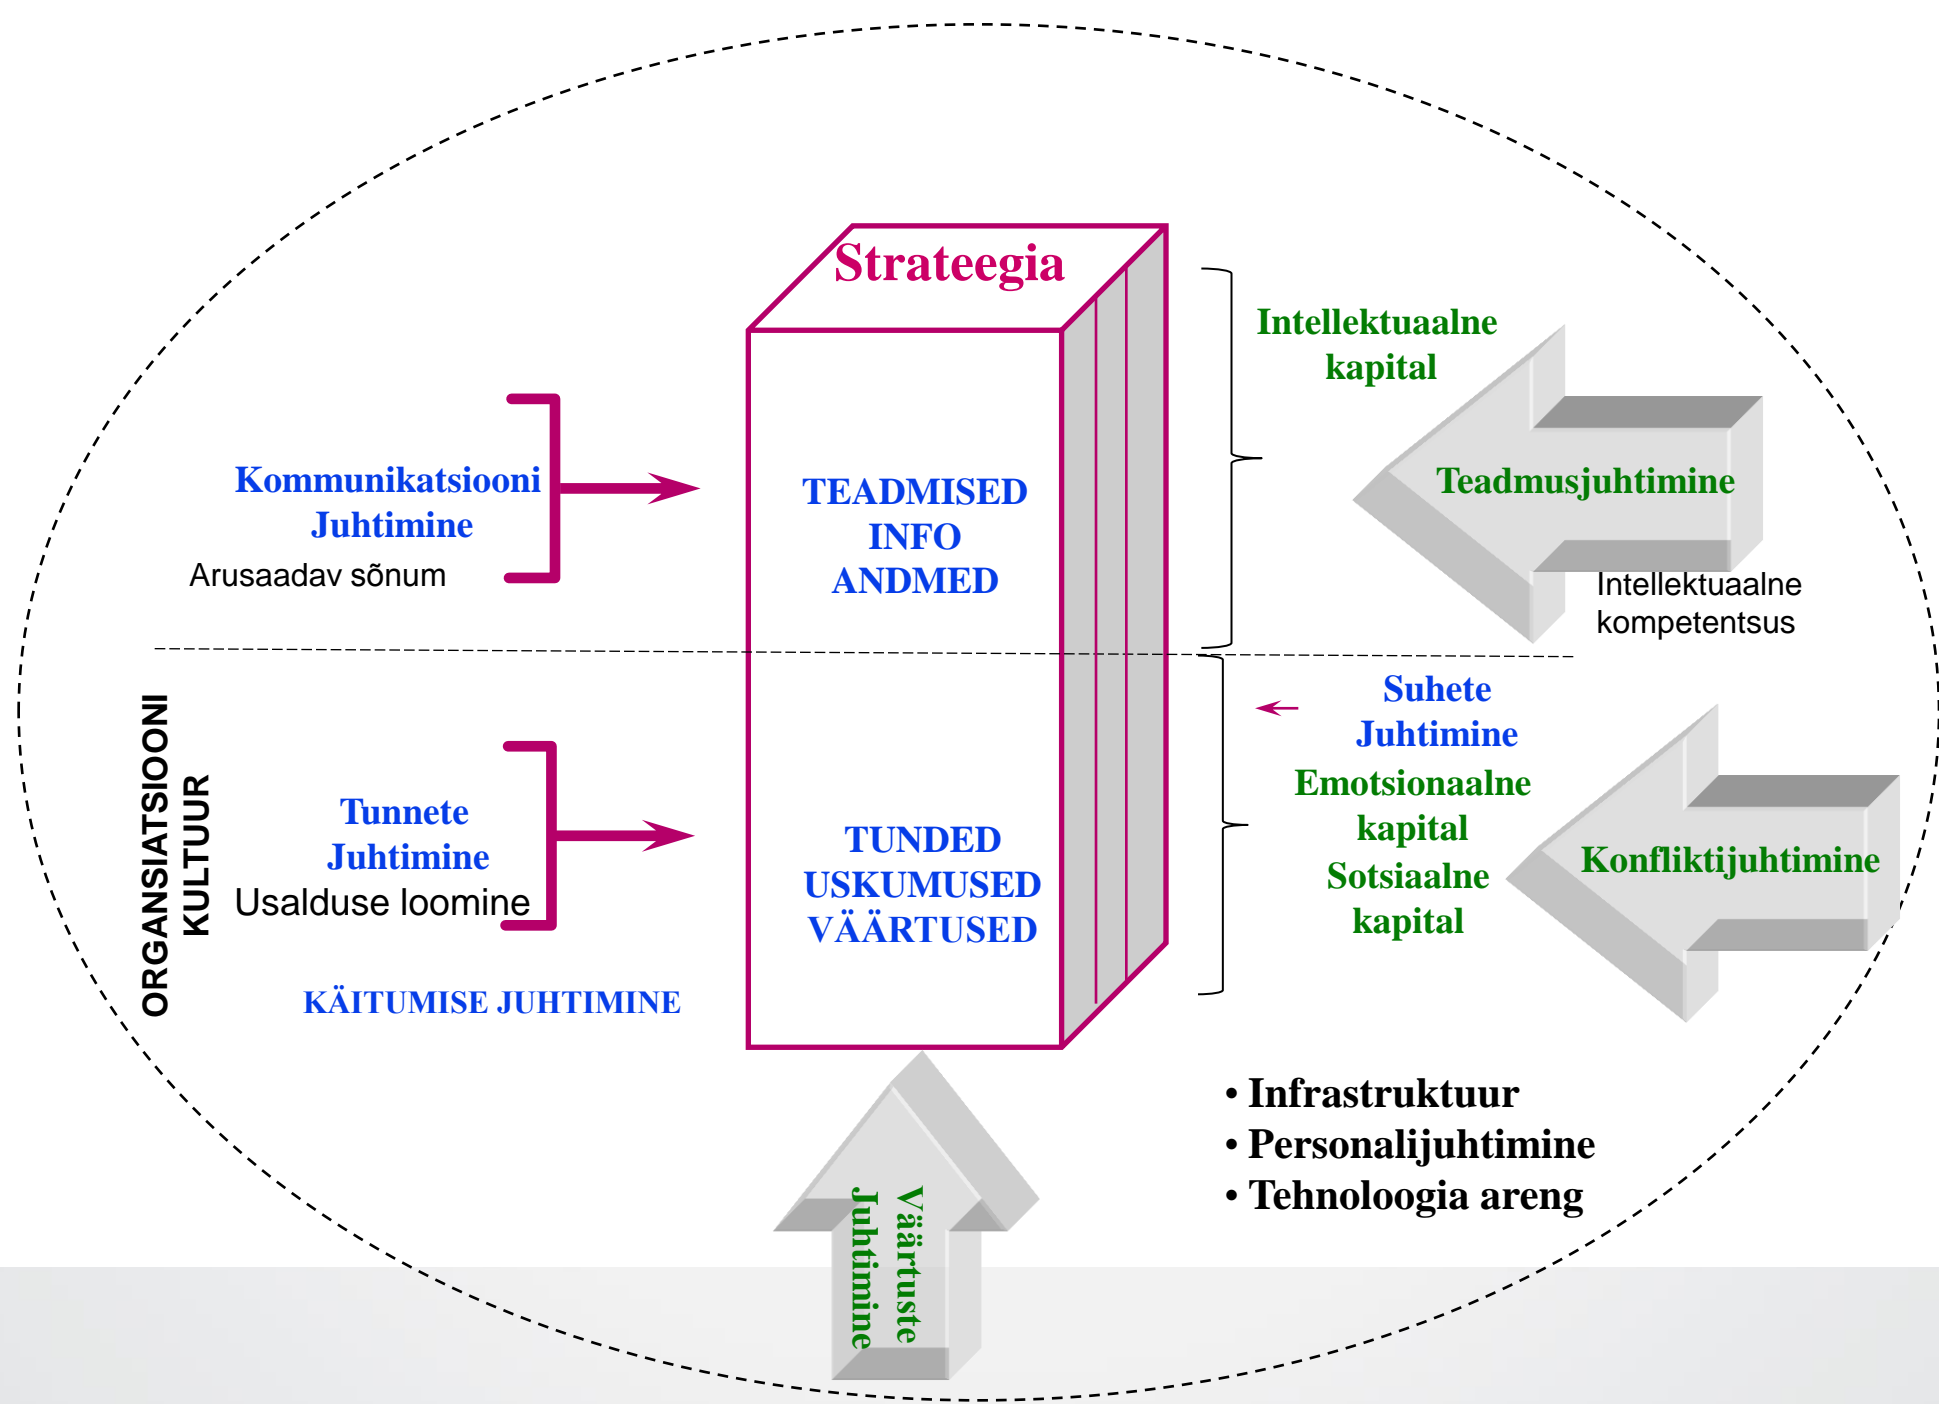 Strateegia
Intellektuaalne
kapital
Kommunikatsiooni
Juhtimine
Arusaadav sõnum
TEADMISED
INFO
ANDMED
Teadmusjuhtimine
Intellektuaalne
kompetentsus
ORGANSIATSIOONI
KULTUUR
Tunnete
Juhtimine
Usalduse loomine
KÄITUMISE JUHTIMINE
TUNDED
USKUMUSED
VÄÄRTUSED
Suhete
Juhtimine
Emotsionaalne
kapital
Sotsiaalne
kapital
Konfliktijuhtimine
Väärtuste
Juhtimine
• Infrastruktuur
• Personalijuhtimine
• Tehnoloogia areng